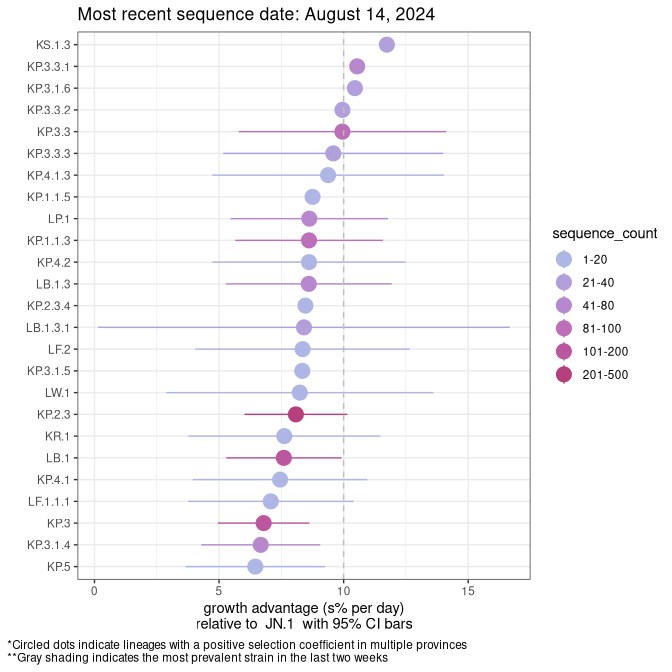 Most recent sequence date: August 14, 2024
KS.1.3
KP.3.3.1
KP.3.1.6
KP.3.3.2
KP.3.3
KP.3.3.3
KP.4.1.3
KP.1.1.5
LP.1
KP.1.1.3
KP.4.2
LB.1.3
KP.2.3.4
LB.1.3.1
LF.2
KP.3.1.5
LW.1
KP.2.3
KR.1
LB.1
KP.4.1
LF.1.1.1
KP.3
KP.3.1.4
KP.5
0 5 10 15
growth advantage (s% per day)
relative to JN.1 with 95% CI bars
sequence_count
1-20
21-40
41-80
81-100
101-200
201-500
*Circled dots indicate lineages with a positive selection coefficient in multiple provinces
**Gray shading indicates the most prevalent strain in the last two weeks